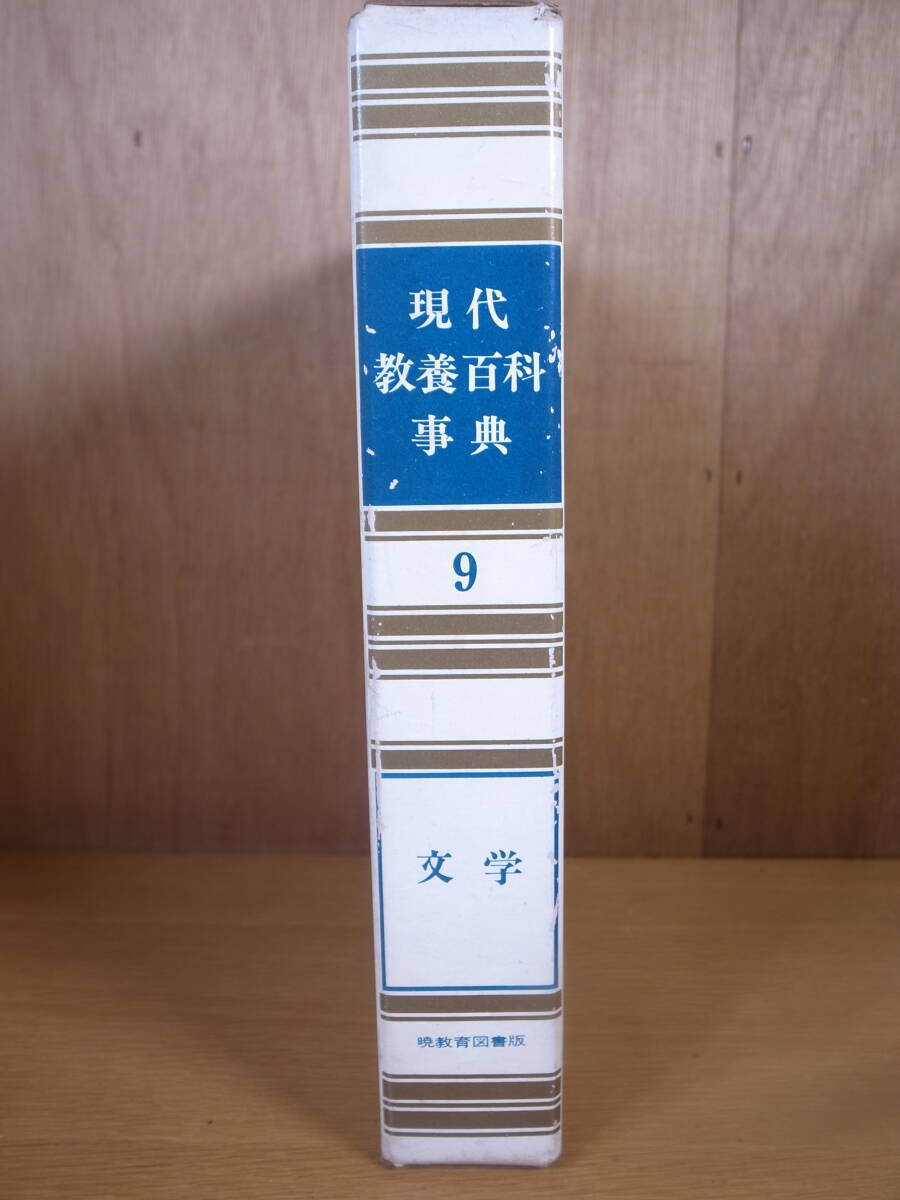 現代
教養百科
事典
9
文学
暁教育図書版